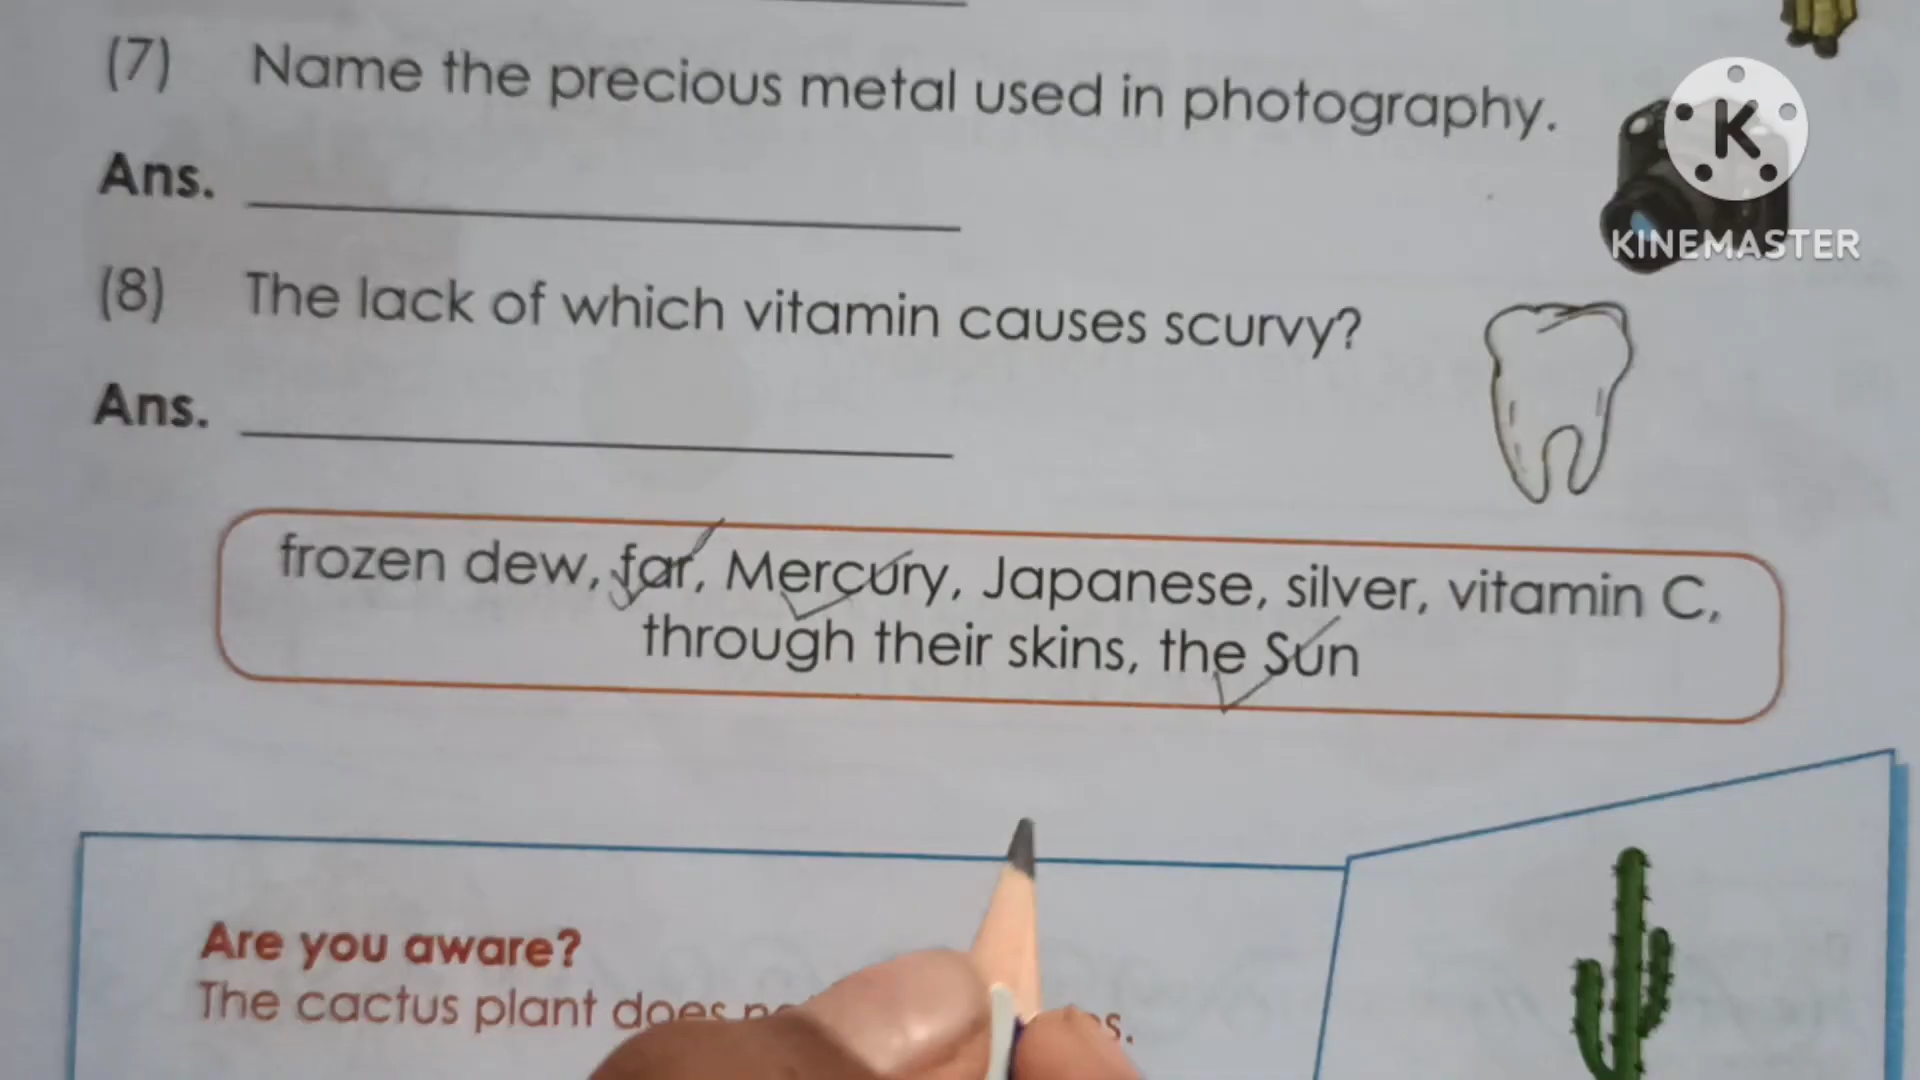 (7) Name the precious metal used in photography.
K
KINEMASTER
Ans.
(8) The lack of which vitamin causes scurvy?
Ans.
frozen dew, far, Mercury, Japanese, silver, vitamin C,
through their skins, the Sun
Are you aware?
The cactus plant does